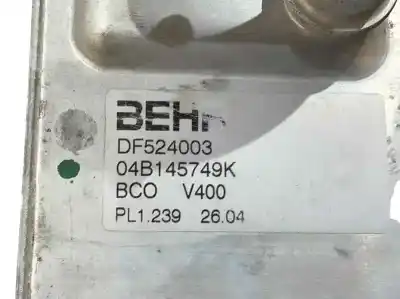 BEHR
DF524003
04B145749K
BCO V400
PL1.239 26.04